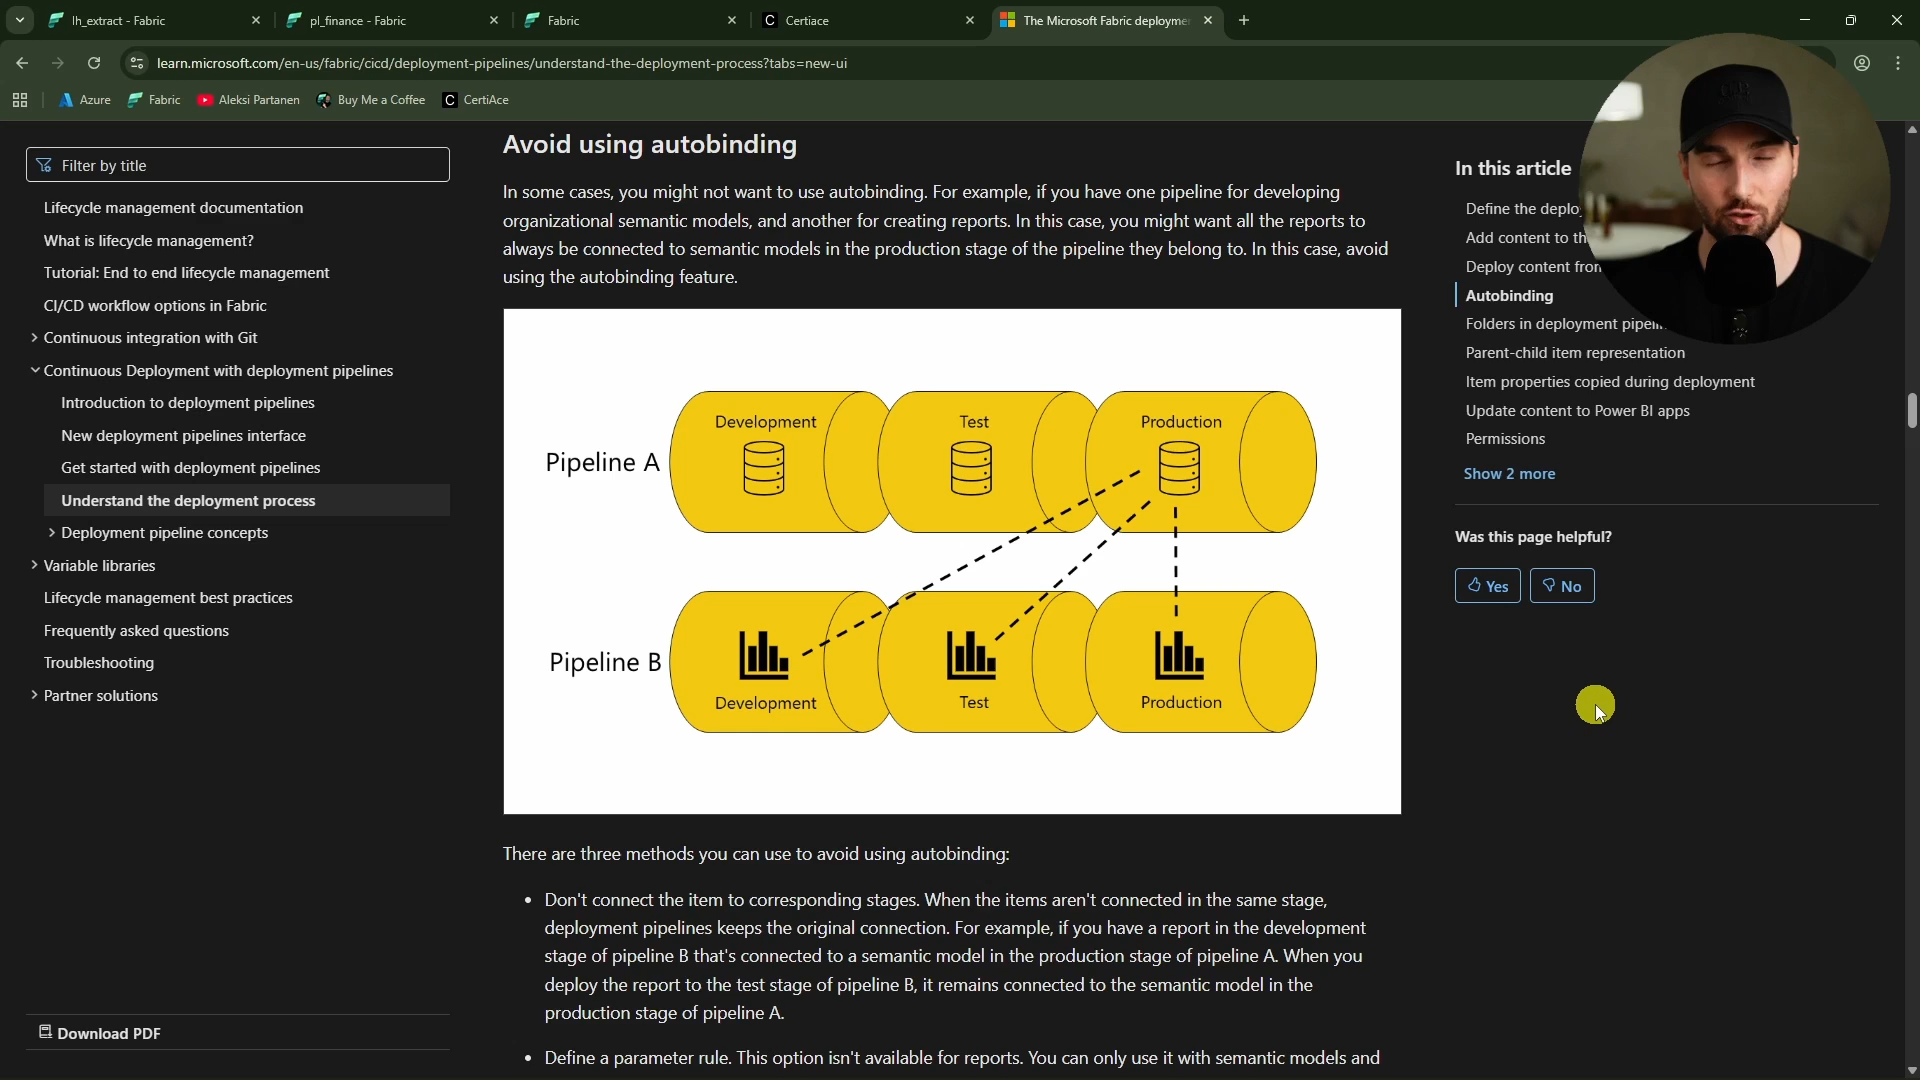 lh_extract - Fabric
pl_finance - Fabric
Fabric
C Certiace
The Microsoft Fabric deployme
learn.microsoft.com/en-us/fabric/cicd/deployment-pipelines/understand-the-deployment-process?tabs=new-ui
Azure
Fabric
Aleksi Partanen
Buy Me a Coffee
C CertiAce
Filter by title
Lifecycle management documentation
What is lifecycle management?
Tutorial: End to end lifecycle management
CI/CD workflow options in Fabric
Continuous integration with Git
Continuous Deployment with deployment pipelines
Introduction to deployment pipelines
New deployment pipelines interface
Get started with deployment pipelines
Understand the deployment process
Deployment pipeline concepts
Variable libraries
Lifecycle management best practices
Frequently asked questions
Troubleshooting
Partner solutions
Download PDF
Avoid using autobinding
In some cases, you might not want to use autobinding. For example, if you have one pipeline for developing
organizational semantic models, and another for creating reports. In this case, you might want all the reports to
always be connected to semantic models in the production stage of the pipeline they belong to. In this case, avoid
using the autobinding feature.
Pipeline A
Development
Test
Production
Pipeline B
Development
Test
Production
There are three methods you can use to avoid using autobinding:
• Don't connect the item to corresponding stages. When the items aren't connected in the same stage,
deployment pipelines keeps the original connection. For example, if you have a report in the development
stage of pipeline B that's connected to a semantic model in the production stage of pipeline A. When you
deploy the report to the test stage of pipeline B, it remains connected to the semantic model in the
production stage of pipeline A.
• Define a parameter rule. This option isn't available for reports. You can only use it with semantic models and
In this article
Define the deplo
Add content to th
Deploy content fron
Autobinding
Folders in deployment pipelin
Parent-child item representation
Item properties copied during deployment
Update content to Power BI apps
Permissions
Show 2 more
Was this page helpful?
Yes
No